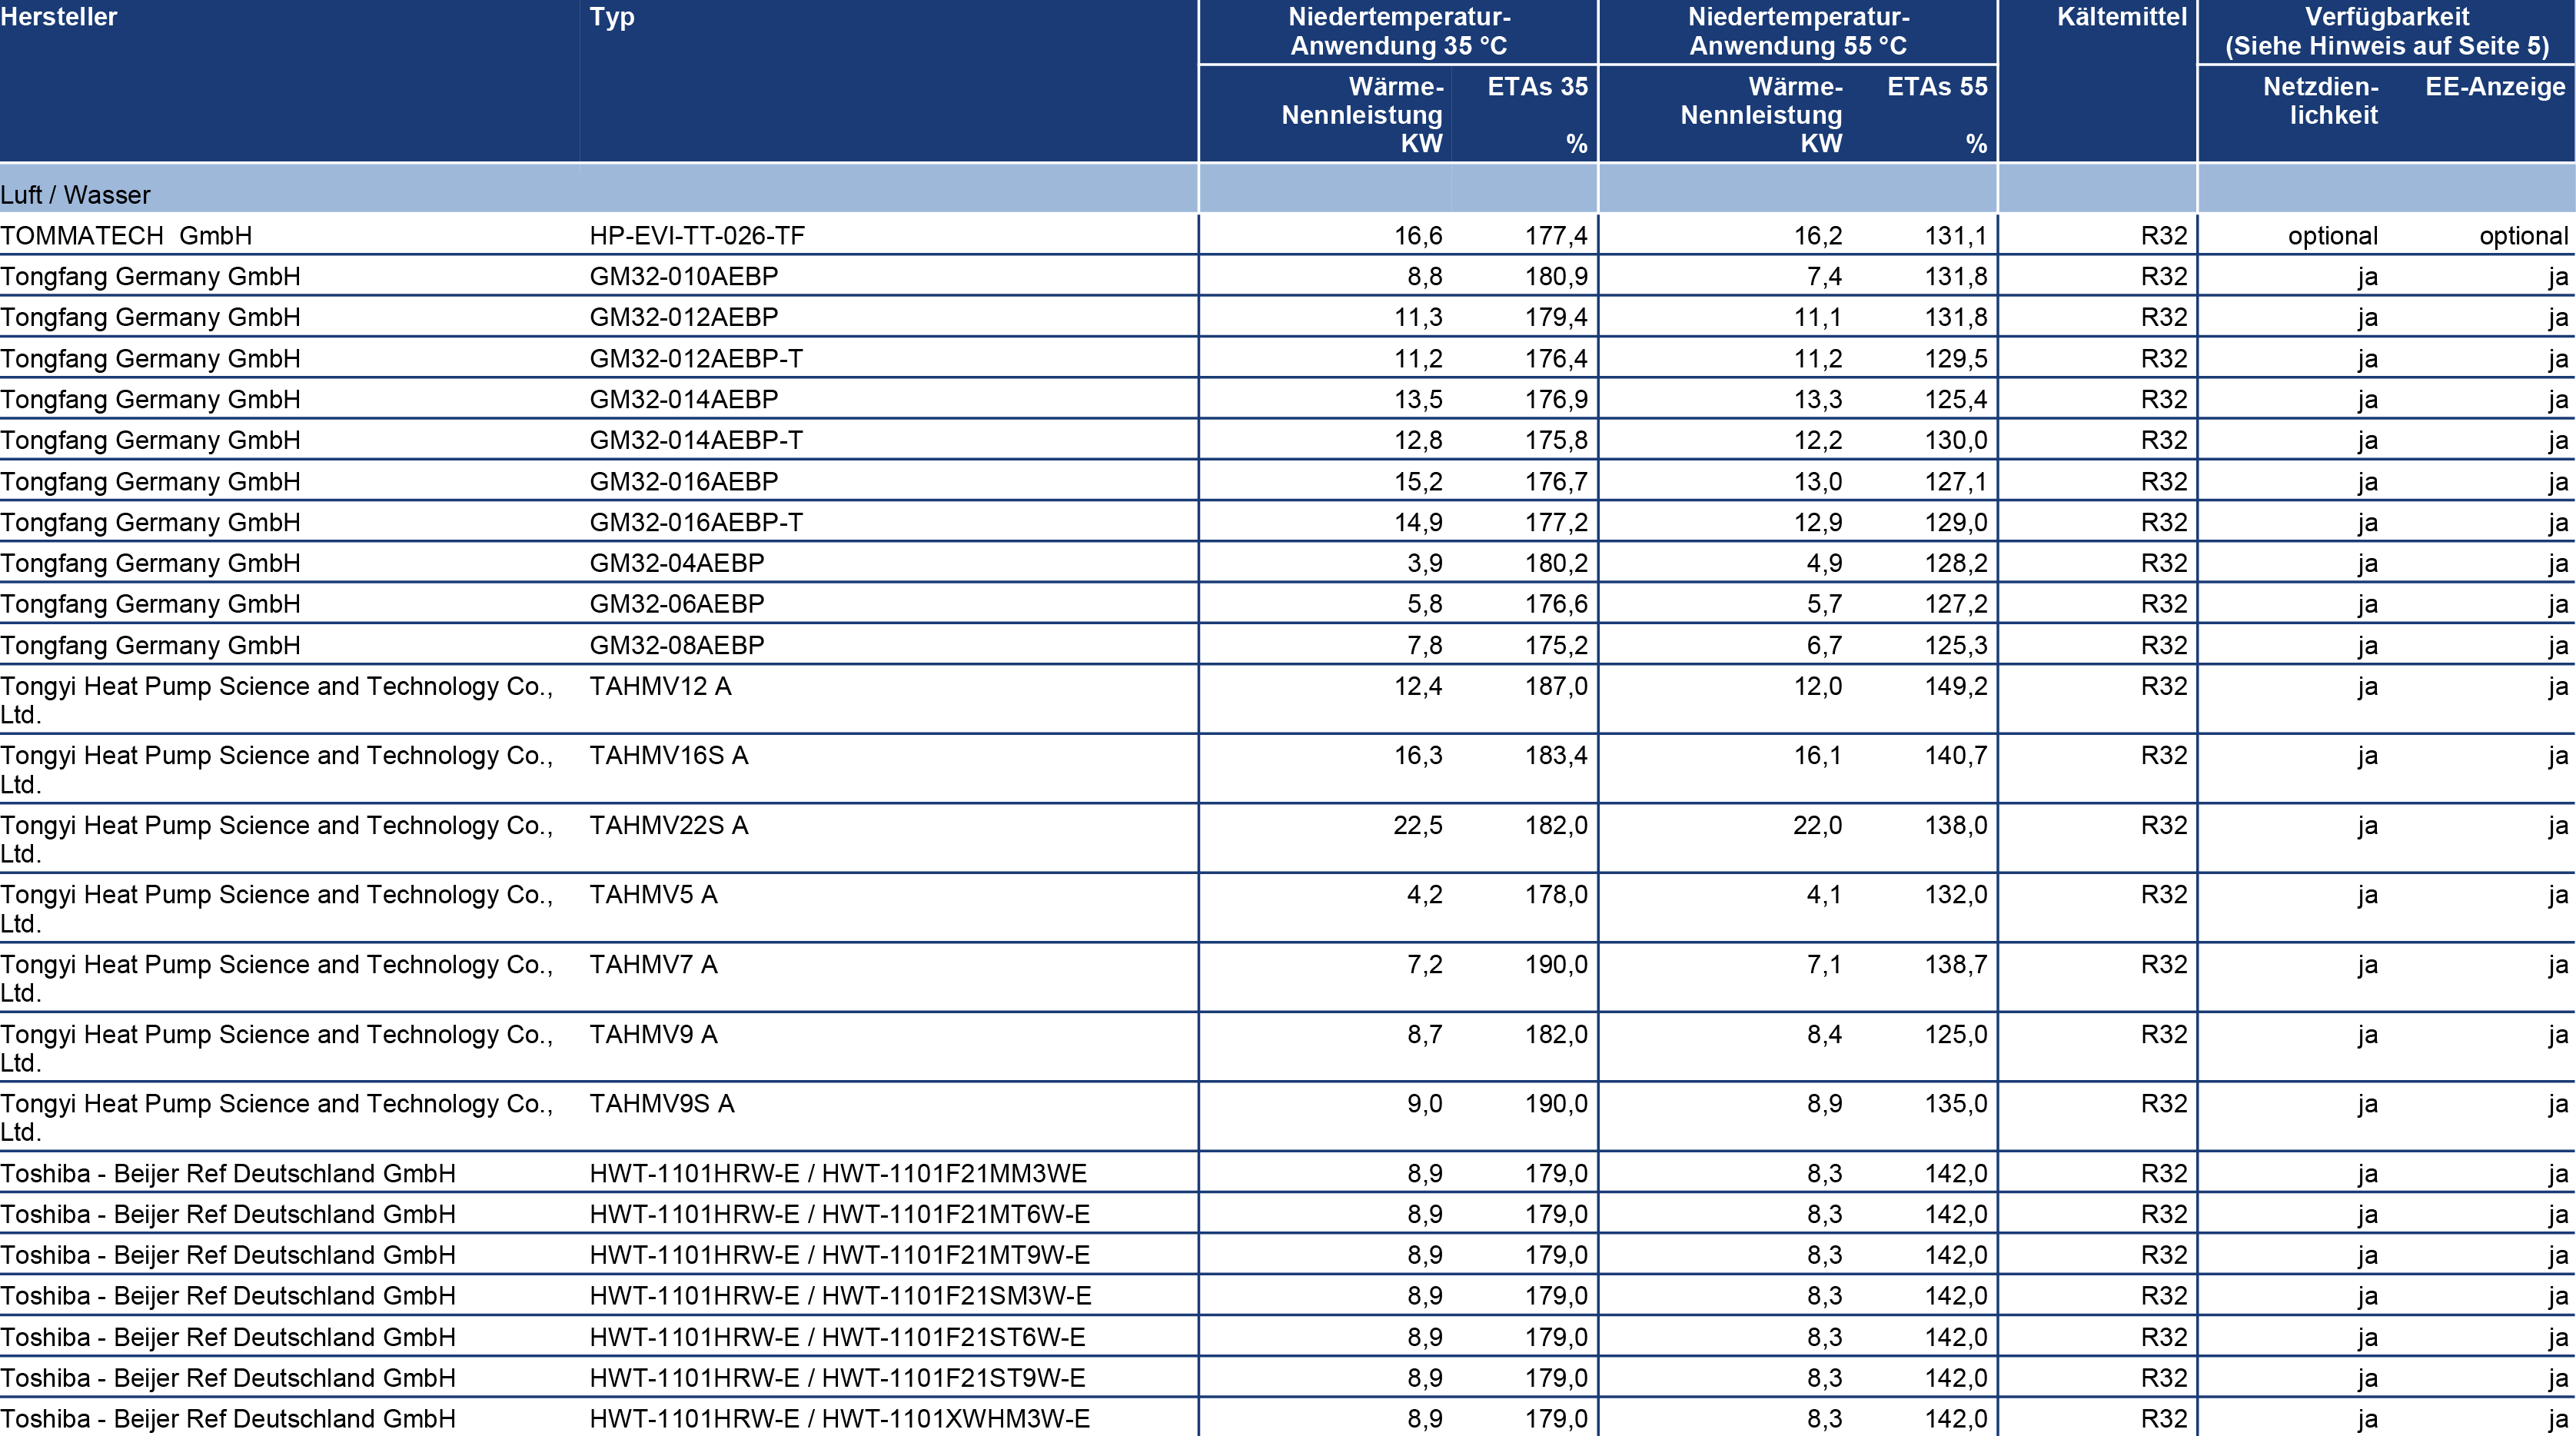 Hersteller Typ Niedertemperatur- Niedertemperatur- Kältemittel Verfügbarkeit
Anwendung 35 °C Anwendung 55 °C (Siehe Hinweis auf Seite 5)
Wärme- ETAs 35 Wärme- ETAs 55 Netzdien- EE-Anzeige
Nennleistung Nennleistung lichkeit
KW % KW %
Luft / Wasser
TOMMATECH GmbH HP-EVI-TT-026-TF 16,6 177,4 16,2 131,1 R32 optional optional
Tongfang Germany GmbH GM32-010AEBP 8,8 180,9 7,4 131,8 R32 ja ja
Tongfang Germany GmbH GM32-012AEBP 11,3 179,4 11,1 131,8 R32 ja ja
Tongfang Germany GmbH GM32-012AEBP-T 11,2 176,4 11,2 129,5 R32 ja ja
Tongfang Germany GmbH GM32-014AEBP 13,5 176,9 13,3 125,4 R32 ja ja
Tongfang Germany GmbH GM32-014AEBP-T 12,8 175,8 12,2 130,0 R32 ja ja
Tongfang Germany GmbH GM32-016AEBP 15,2 176,7 13,0 127,1 R32 ja ja
Tongfang Germany GmbH GM32-016AEBP-T 14,9 177,2 12,9 129,0 R32 ja ja
Tongfang Germany GmbH GM32-04AEBP 3,9 180,2 4,9 128,2 R32 ja ja
Tongfang Germany GmbH GM32-06AEBP 5,8 176,6 5,7 127,2 R32 ja ja
Tongfang Germany GmbH GM32-08AEBP 7,8 175,2 6,7 125,3 R32 ja ja
Tongyi Heat Pump Science and Technology Co., TAHMV12 A 12,4 187,0 12,0 149,2 R32 ja ja
Ltd.
Tongyi Heat Pump Science and Technology Co., TAHMV16S A 16,3 183,4 16,1 140,7 R32 ja ja
Ltd.
Tongyi Heat Pump Science and Technology Co., TAHMV22S A 22,5 182,0 22,0 138,0 R32 ja ja
Ltd.
Tongyi Heat Pump Science and Technology Co., TAHMV5 A 4,2 178,0 4,1 132,0 R32 ja ja
Ltd.
Tongyi Heat Pump Science and Technology Co., TAHMV7 A 7,2 190,0 7,1 138,7 R32 ja ja
Ltd.
Tongyi Heat Pump Science and Technology Co., TAHMV9 A 8,7 182,0 8,4 125,0 R32 ja ja
Ltd.
Tongyi Heat Pump Science and Technology Co., TAHMV9S A 9,0 190,0 8,9 135,0 R32 ja ja
Ltd.
Toshiba - Beijer Ref Deutschland GmbH HWT-1101HRW-E / HWT-1101F21MM3WE 8,9 179,0 8,3 142,0 R32 ja ja
Toshiba - Beijer Ref Deutschland GmbH HWT-1101HRW-E / HWT-1101F21MT6W-E 8,9 179,0 8,3 142,0 R32 ja ja
Toshiba - Beijer Ref Deutschland GmbH HWT-1101HRW-E / HWT-1101F21MT9W-E 8,9 179,0 8,3 142,0 R32 ja ja
Toshiba - Beijer Ref Deutschland GmbH HWT-1101HRW-E / HWT-1101F21SM3W-E 8,9 179,0 8,3 142,0 R32 ja ja
Toshiba - Beijer Ref Deutschland GmbH HWT-1101HRW-E / HWT-1101F21ST6W-E 8,9 179,0 8,3 142,0 R32 ja ja
Toshiba - Beijer Ref Deutschland GmbH HWT-1101HRW-E / HWT-1101F21ST9W-E 8,9 179,0 8,3 142,0 R32 ja ja
Toshiba - Beijer Ref Deutschland GmbH HWT-1101HRW-E / HWT-1101XWHM3W-E 8,9 179,0 8,3 142,0 R32 ja ja